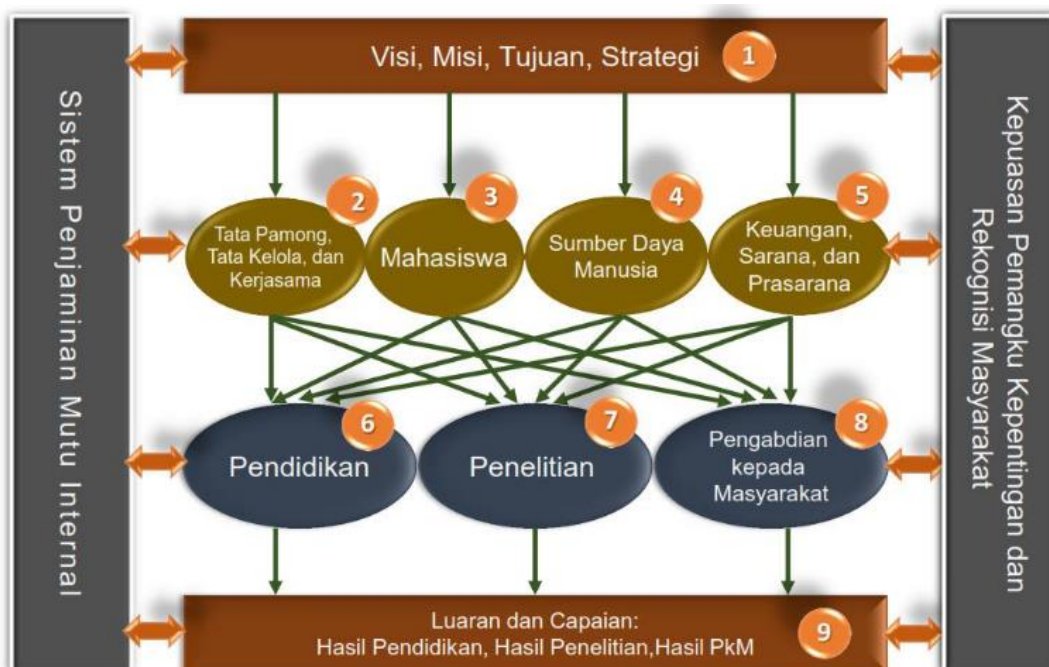 Sistem Penjaminan Mutu Internal
Visi, Misi, Tujuan, Strategi
1
2
Tata Pamong,
Tata Kelola, dan
Kerjasama
3
Mahasiswa
4
Sumber Daya
Manusia
5
Keuangan,
Sarana, dan
Prasarana
6
Pendidikan
7
Penelitian
8
Pengabdian
kepada
Masyarakat
Luaran dan Capaian:
Hasil Pendidikan, Hasil Penelitian,Hasil PkM
9
Kepuasan Pemangku Kepentingan dan
Rekognisi Masyarakat